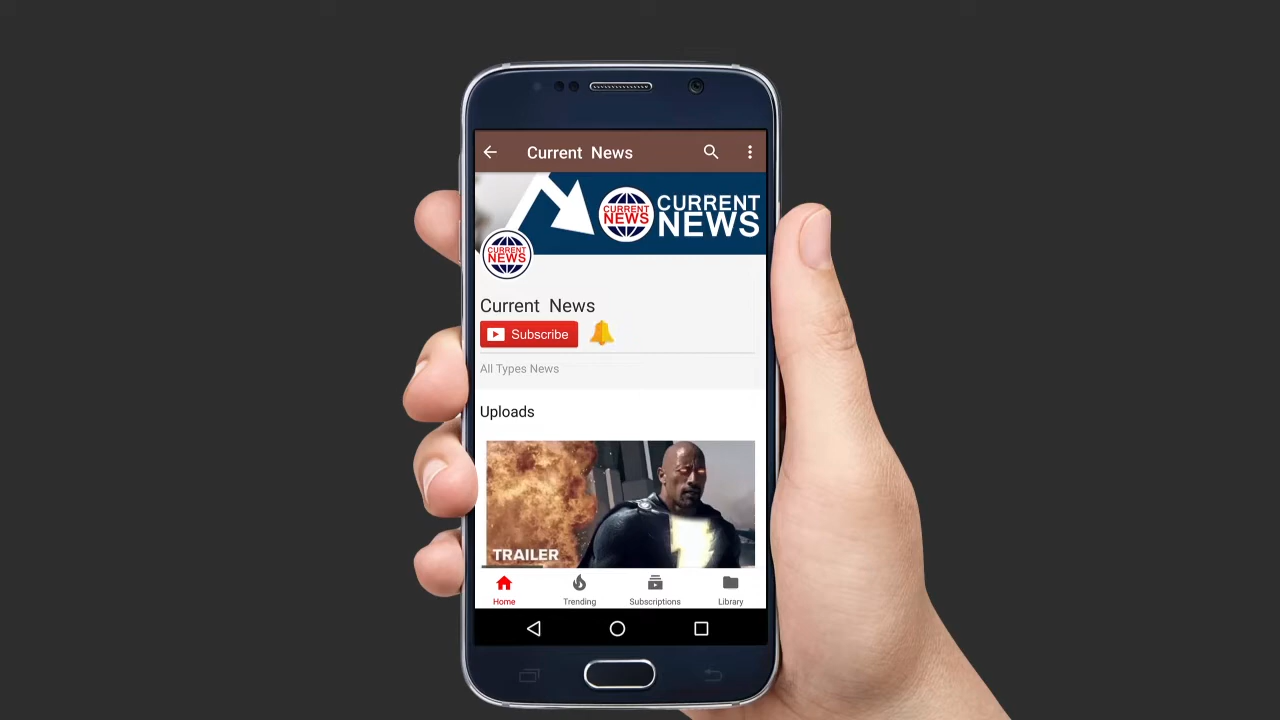 Current News
CURRENT
NEWS
CURRENT
NEWS
CURRENT
NEWS
Current News
Subscribe
All Types News
Uploads
TRAILER
Home Trending Subscriptions Library